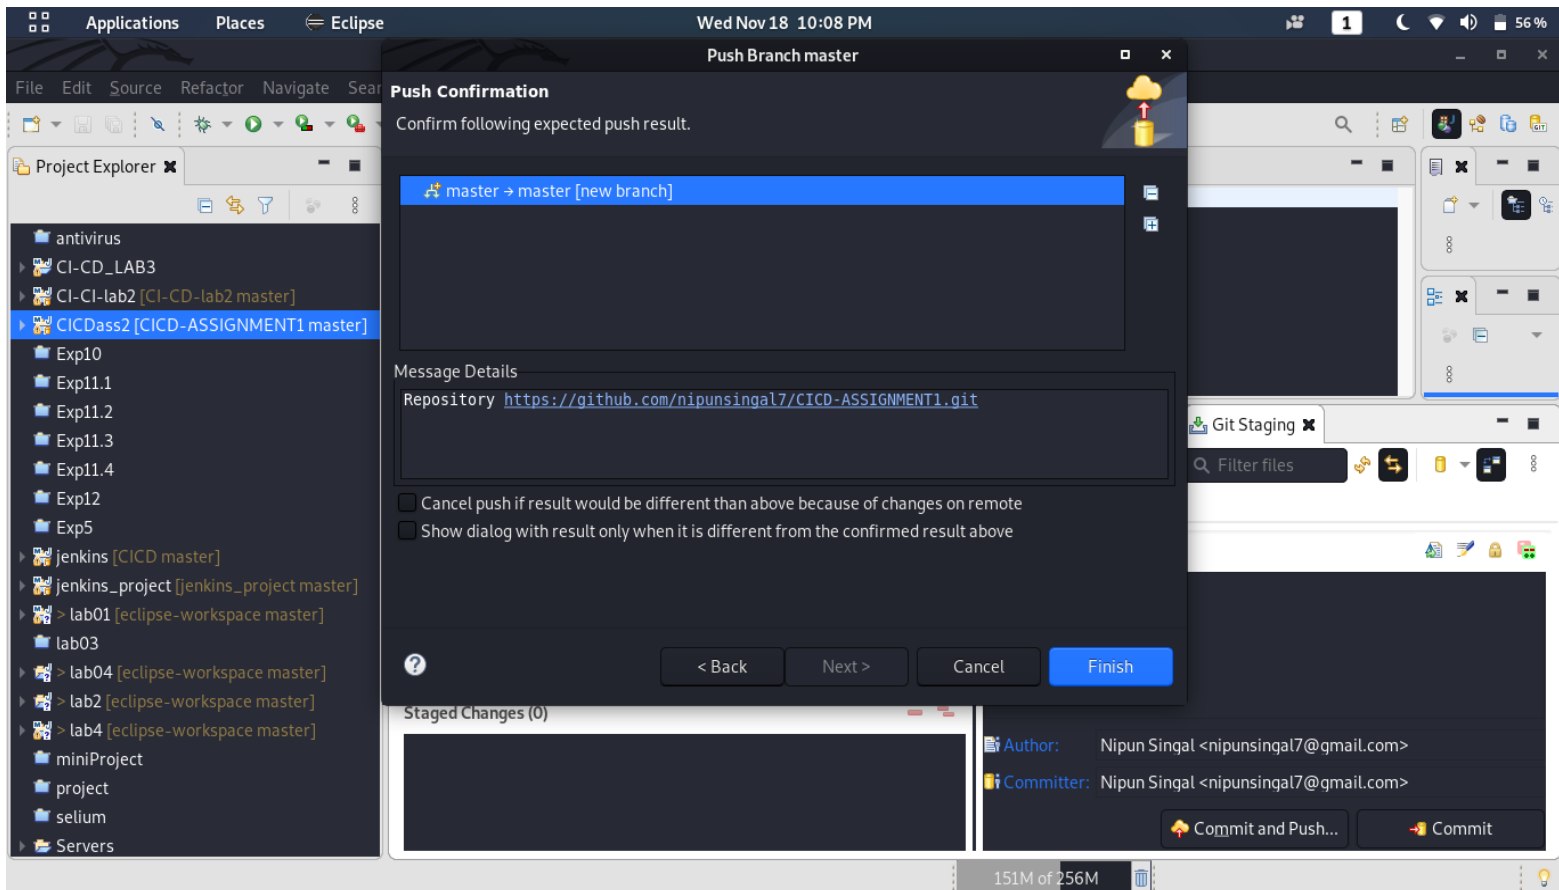 Applications Places Eclipse Wed Nov 18 10:08 PM 1 56 %
Push Branch master
File Edit Source Refactor Navigate Sear
Push Confirmation
Confirm following expected push result.
Project Explorer
master → master [new branch]
antivirus
CI-CD_LAB3
CI-CI-lab2 [CI-CD-lab2 master]
CICDass2 [CICD-ASSIGNMENT1 master]
Exp10
Exp11.1
Exp11.2
Exp11.3
Exp11.4
Exp12
Exp5
jenkins [CICD master]
jenkins_project [jenkins_project master]
> lab01 [eclipse-workspace master]
lab03
> lab04 [eclipse-workspace master]
> lab2 [eclipse-workspace master]
> lab4 [eclipse-workspace master]
miniProject
project
selium
Servers
Message Details
Repository https://github.com/nipunsingal7/CICD-ASSIGNMENT1.git
Cancel push if result would be different than above because of changes on remote
Show dialog with result only when it is different from the confirmed result above
< Back Next > Cancel Finish
Git Staging
Filter files
Staged Changes (0)
Author: Nipun Singal <nipunsingal7@gmail.com>
Committer: Nipun Singal <nipunsingal7@gmail.com>
Commit and Push... Commit
151M of 256M